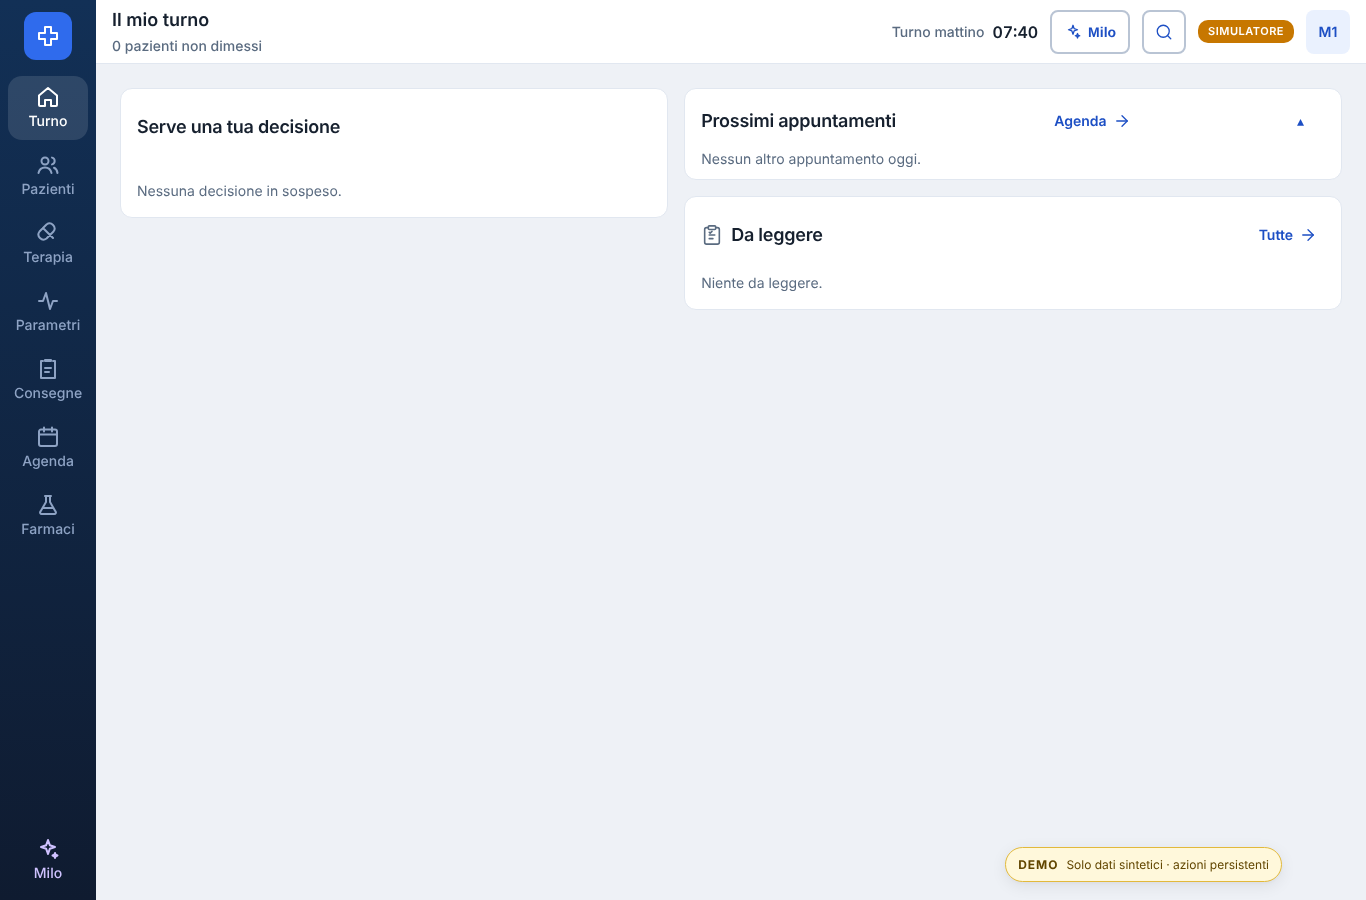 Il mio turno
0 pazienti non dimessi
Turno mattino 07:40
Milo
SIMULATORE
M1
Turno
Pazienti
Terapia
Parametri
Consegne
Agenda
Farmaci
Milo
Serve una tua decisione
Nessuna decisione in sospeso.
Prossimi appuntamenti
Agenda
Nessun altro appuntamento oggi.
Da leggere
Tutte
Niente da leggere.
DEMO Solo dati sintetici · azioni persistenti